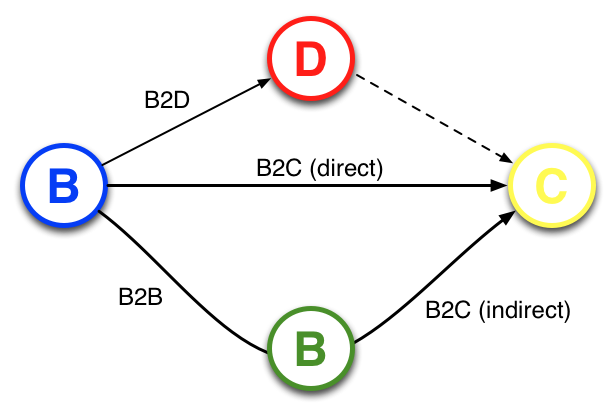 D
B2D
B2C (direct)
B
C
B2B
B2C (indirect)
B